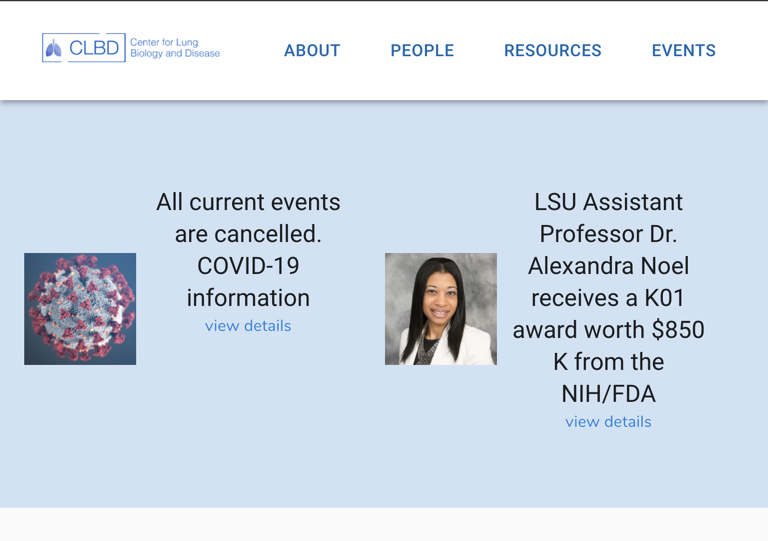 CLBD
Center for Lung
Biology and Disease
ABOUT
PEOPLE
RESOURCES
EVENTS
All current events
are cancelled.
COVID-19
information
view details
LSU Assistant
Professor Dr.
Alexandra Noel
receives a K01
award worth $850
K from the
NIH/FDA
view details